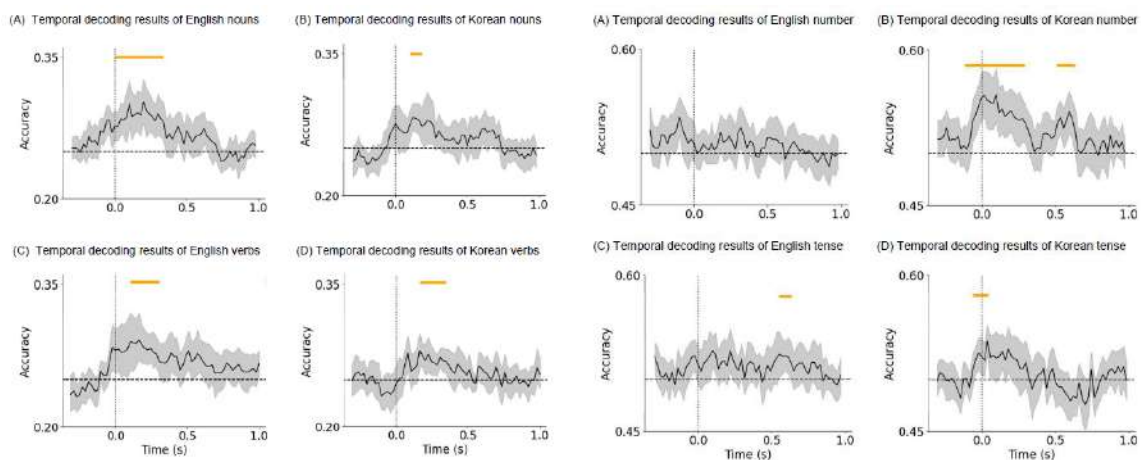 (A) Temporal decoding results of English nouns
0.35
Accuracy
0.20
0.0 0.5 1.0
(B) Temporal decoding results of Korean nouns
0.35
Accuracy
0.20
0.0 0.5 1.0
(C) Temporal decoding results of English verbs
0.35
Accuracy
0.20
0.0 0.5 1.0
Time (s)
(D) Temporal decoding results of Korean verbs
0.35
Accuracy
0.20
0.0 0.5 1.0
Time (s)
(A) Temporal decoding results of English number
0.60
Accuracy
0.45
0.0 0.5 1.0
(B) Temporal decoding results of Korean number
0.60
Accuracy
0.45
0.0 0.5 1.0
(C) Temporal decoding results of English tense
0.60
Accuracy
0.45
0.0 0.5 1.0
Time (s)
(D) Temporal decoding results of Korean tense
0.60
Accuracy
0.45
0.0 0.5 1.0
Time (s)